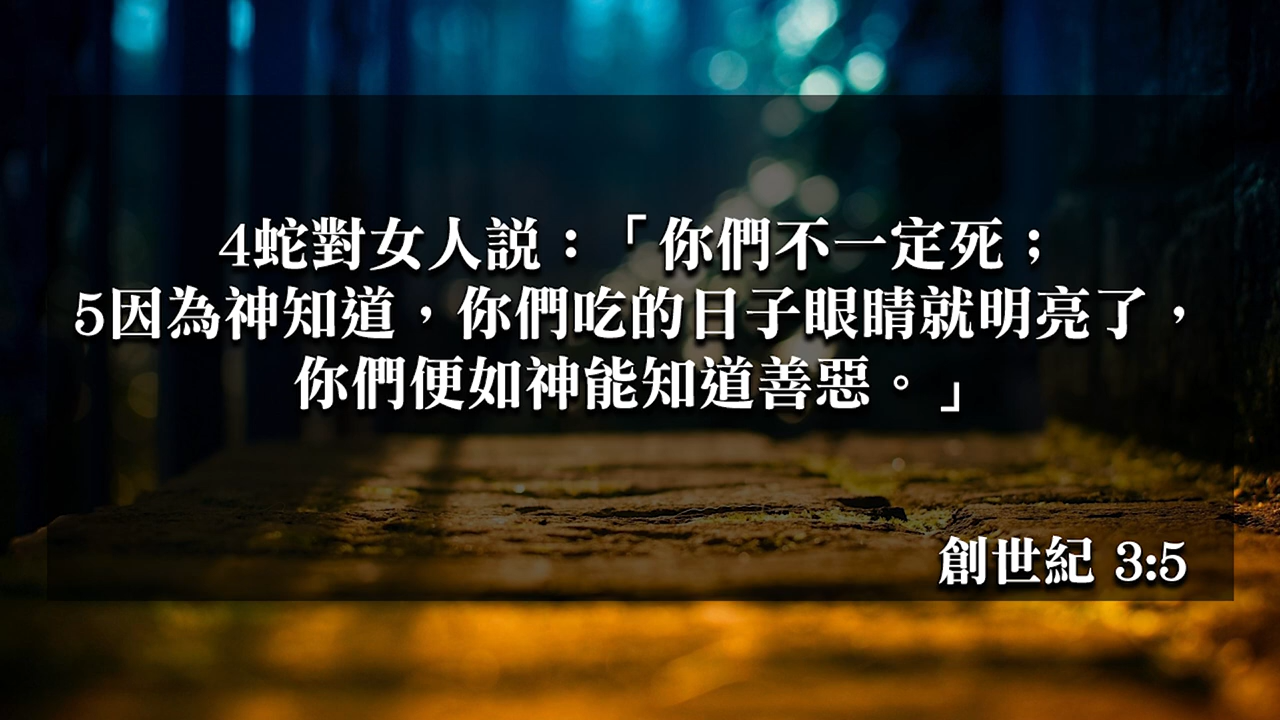 4蛇對女人説：「你們不一定死；
5因為神知道，你們吃的日子眼睛就明亮了，
你們便如神能知道善惡。」
創世紀 3:5